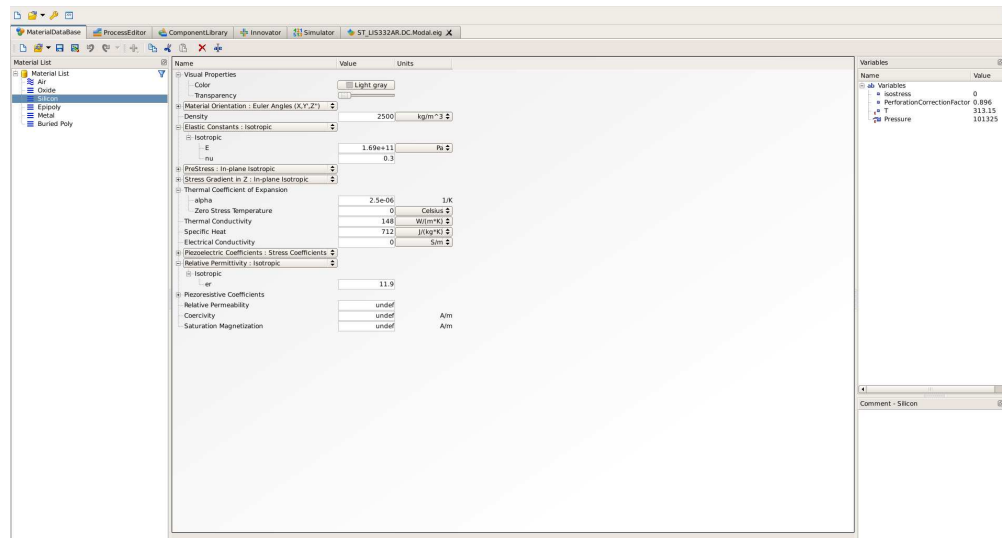 MaterialDataBase ProcessEditor ComponentLibrary Innovator Simulator ST_LIS332AR.DC.Modal.eig
Material List
Material List
Air
Oxide
Silicon
Epipoly
Metal
Buried Poly
Name Value Units
Visual Properties
Color Light gray
Transparency
Material Orientation : Euler Angles (X,Y',Z")
Density 2500 kg/m^3
Elastic Constants : Isotropic
Isotropic
E 1.69e+11 Pa
nu 0.3
PreStress : In-plane Isotropic
Stress Gradient in Z : In-plane Isotropic
Thermal Coefficient of Expansion
alpha 2.5e-06 1/K
Zero Stress Temperature 0 Celsius
Thermal Conductivity 148 W/(m*K)
Specific Heat 712 J/(kg*K)
Electrical Conductivity 0 S/m
Piezoelectric Coefficients : Stress Coefficients
Relative Permittivity : Isotropic
Isotropic
er 11.9
Piezoresistive Coefficients
Relative Permeability undef
Coercivity undef A/m
Saturation Magnetization undef A/m
Variables
Name Value
ab Variables
isostress 0
PerforationCorrectionFactor 0.896
T 313.15
Pressure 101325
Comment - Silicon